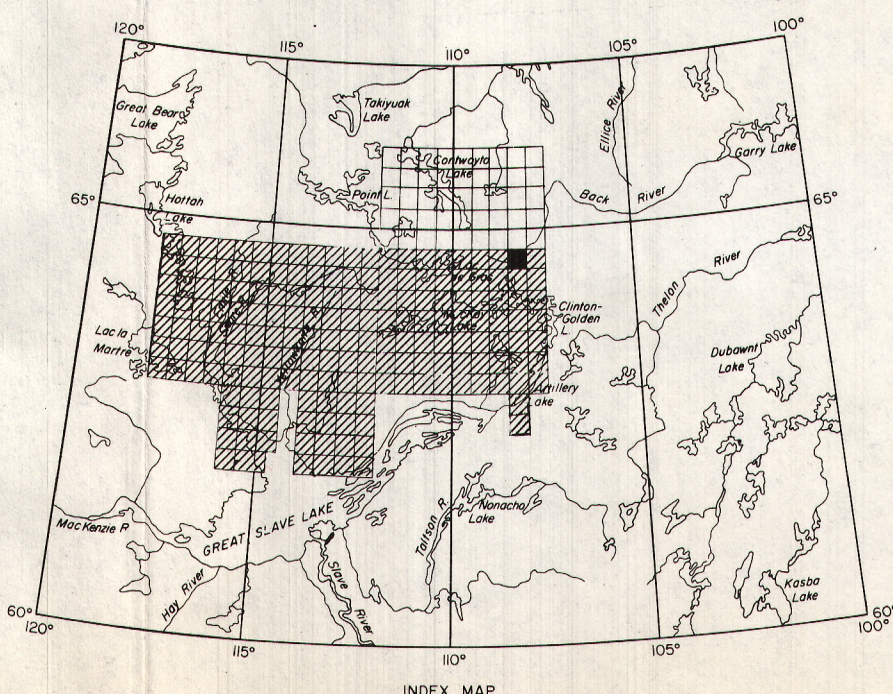 120°
115°
110°
105°
100°
Great Bear
Lake
Takiyuak
Lake
Ellice River
Contwoyto
Lake
Garry Lake
Point L.
Back River
65°
Hottah
Lake
65°
River
Thelon
Clinton-
Golden
L.
Lac la
Martre
Dubawnt
Lake
Artillery
Lake
MacKenzie R
GREAT SLAVE LAKE
Taltson R.
Nonacho
Lake
Hay River
Slave River
Kasba
Lake
60°
120°
115°
110°
105°
60°
100°
INDEX MAP